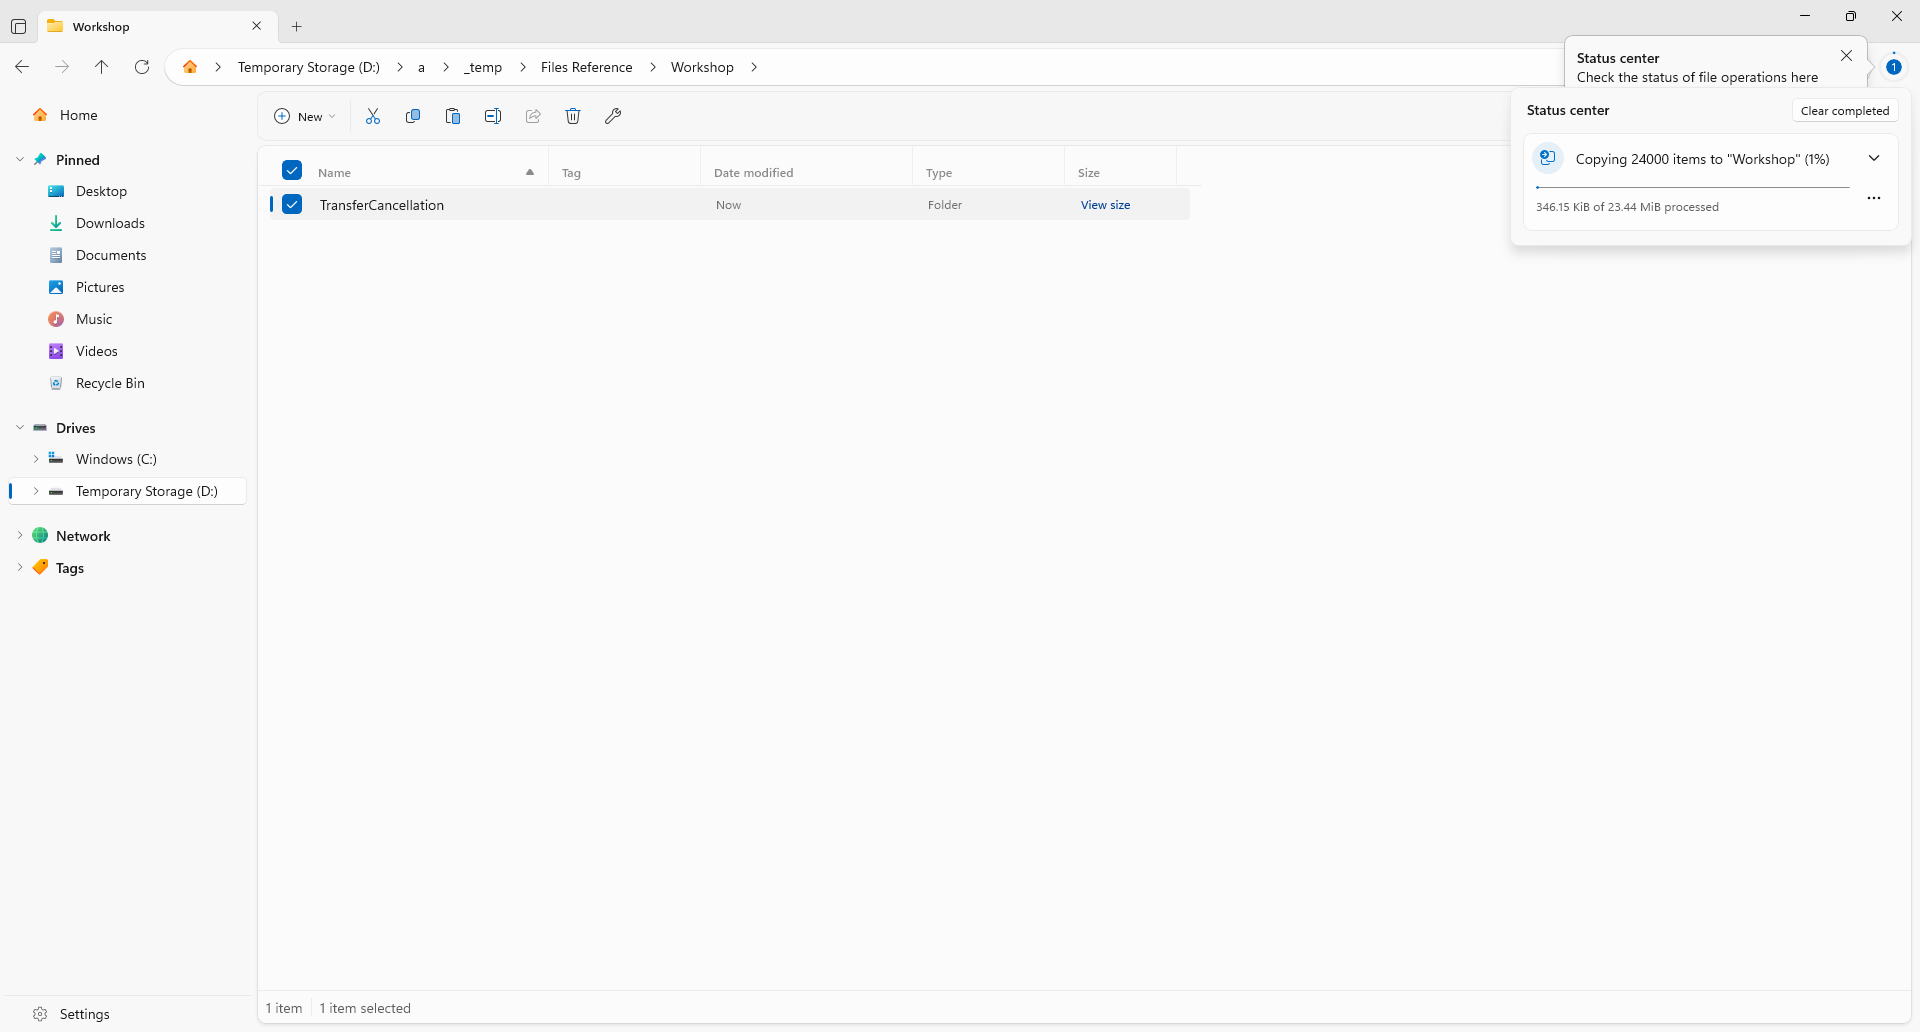 Workshop
Temporary Storage (D:)
a
_temp
Files Reference
Workshop
Status center
Check the status of file operations here
1
Home
Pinned
Desktop
Downloads
Documents
Pictures
Music
Videos
Recycle Bin
Drives
Windows (C:)
Temporary Storage (D:)
Network
Tags
Settings
New
Name
Tag
Date modified
Type
Size
TransferCancellation
Now
Folder
View size
Status center
Clear completed
Copying 24000 items to "Workshop" (1%)
346.15 KiB of 23.44 MiB processed
1 item
1 item selected